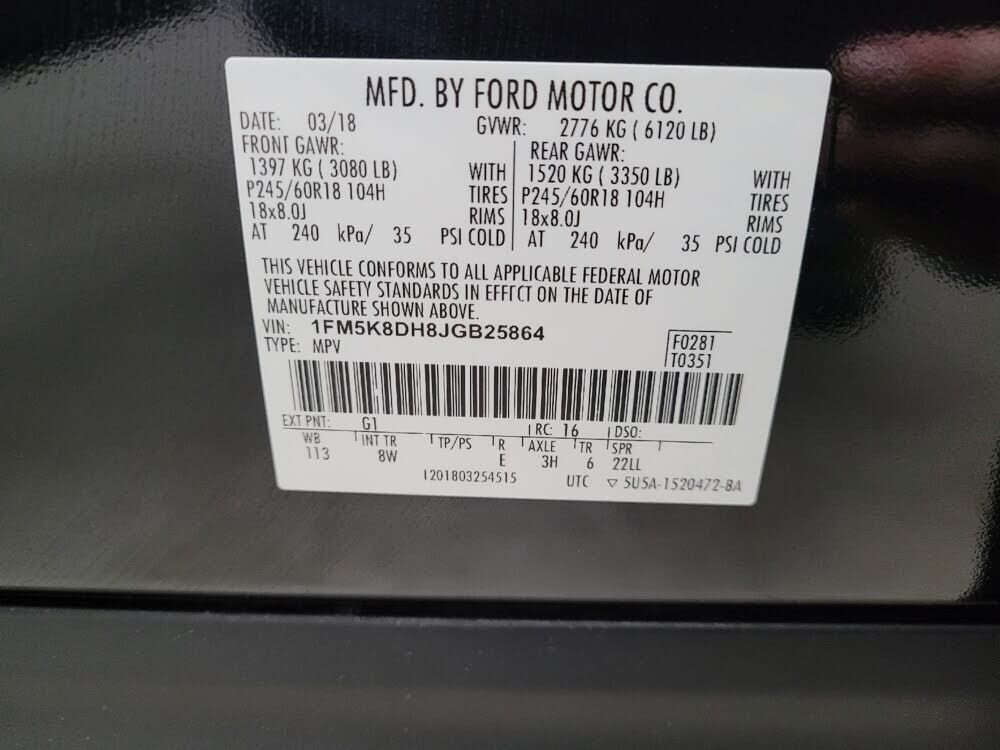 MFD. BY FORD MOTOR CO.
DATE: 03/18 GVWR: 2776 KG ( 6120 LB)
FRONT GAWR: REAR GAWR:
1397 KG ( 3080 LB) WITH 1520 KG ( 3350 LB) WITH
P245/60R18 104H TIRES P245/60R18 104H TIRES
18x8.0J RIMS 18x8.0J RIMS
AT 240 kPa/ 35 PSI COLD AT 240 kPa/ 35 PSI COLD
THIS VEHICLE CONFORMS TO ALL APPLICABLE FEDERAL MOTOR
VEHICLE SAFETY STANDARDS IN EFFECT ON THE DATE OF
MANUFACTURE SHOWN ABOVE.
VIN: 1FM5K8DH8JGB25864 F0281
TYPE: MPV T0351
EXT PNT: G1 RC: 16 DSO:
WB INT TR TP/PS R AXLE TR SPR
113 8W E 3H 6 22LL
I201803254515 UTC ▽ 5U5A-1520472-BA